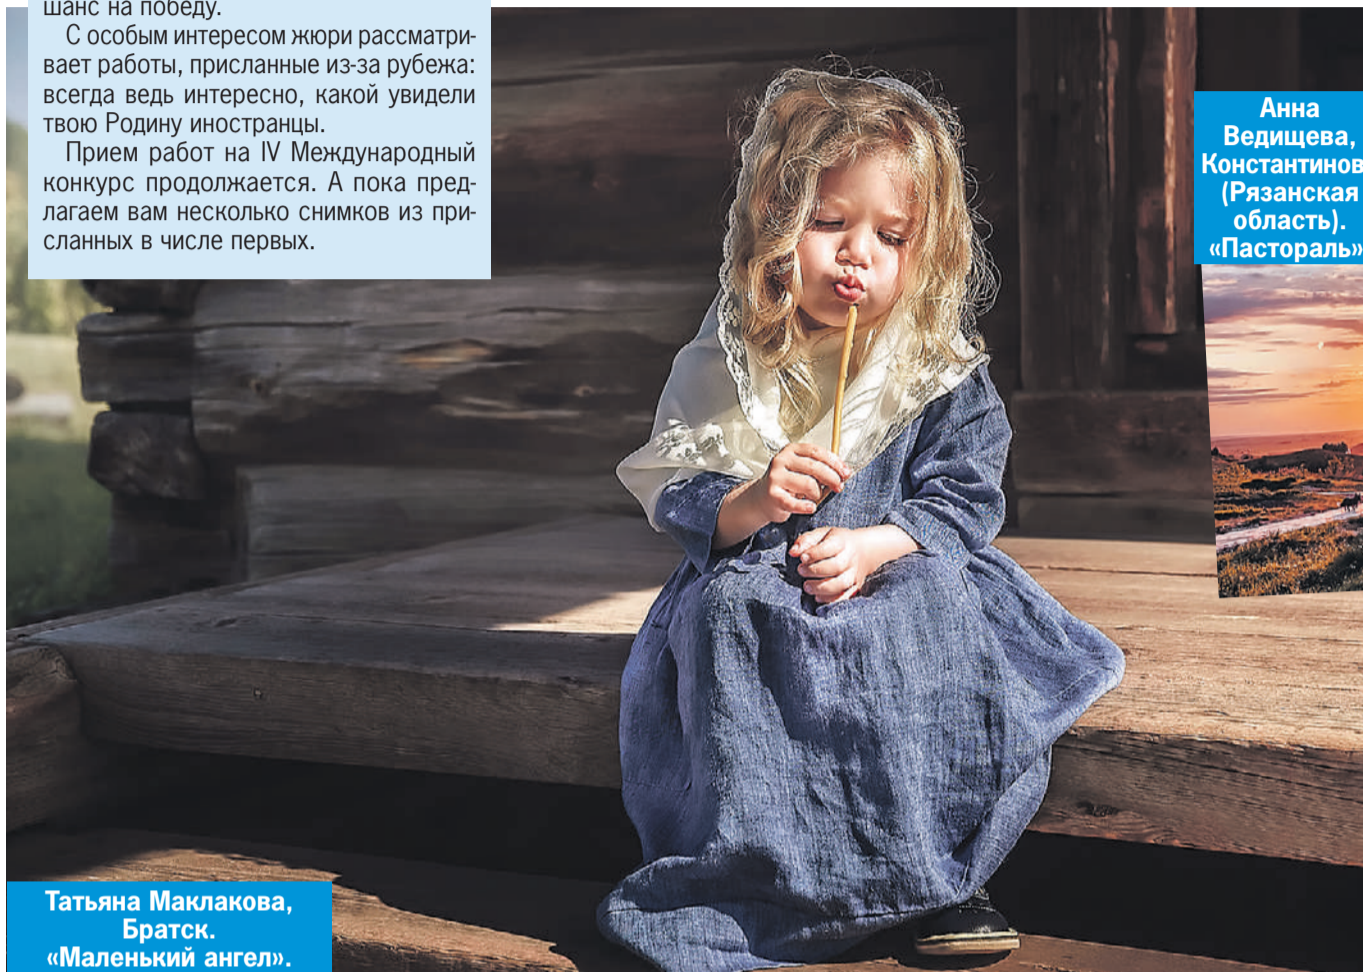 шанс на победу.
С особым интересом жюри рассматри-
вает работы, присланные из-за рубежа:
всегда ведь интересно, какой увидели
твою Родину иностранцы.
Прием работ на IV Международный
конкурс продолжается. А пока пред-
лагаем вам несколько снимков из при-
сланных в числе первых.
Анна
Ведищева,
Константинов
(Рязанская
область).
«Пастораль»
Татьяна Маклакова,
Братск.
«Маленький ангел».